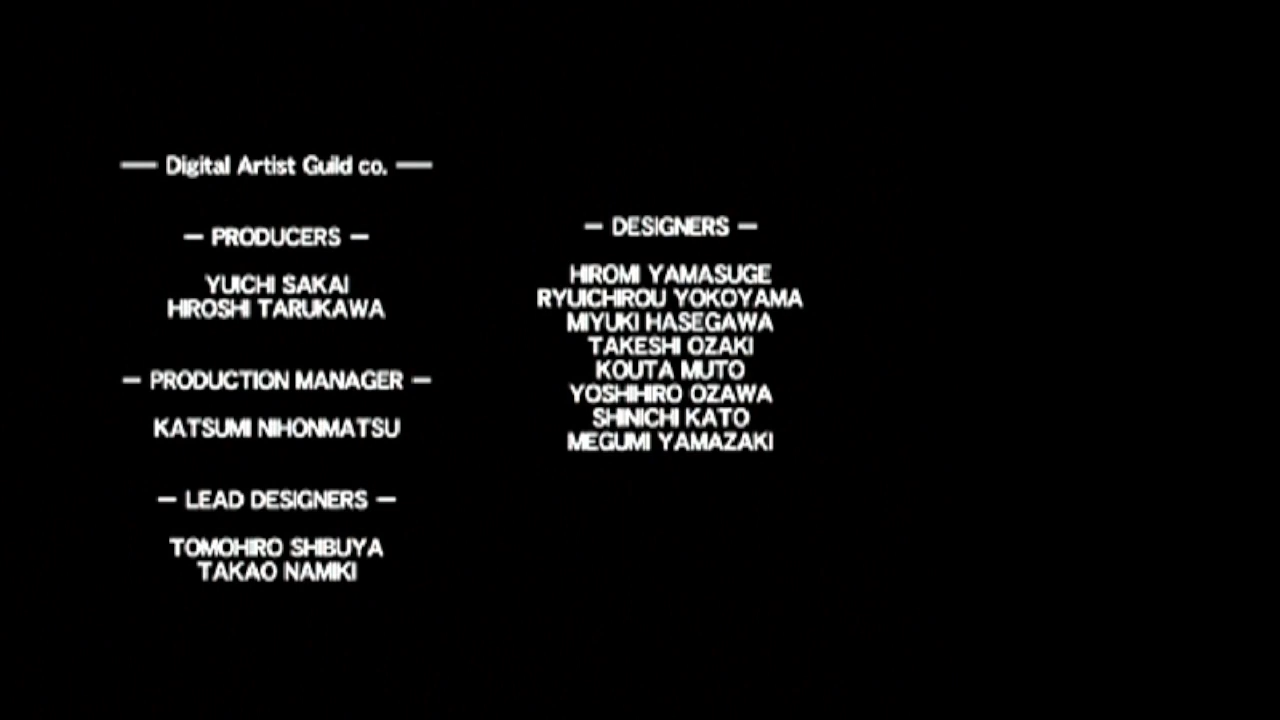 — Digital Artist Guild co. —
— PRODUCERS —
YUICHI SAKAI
HIROSHI TARUKAWA
— PRODUCTION MANAGER —
KATSUMI NIHONMATSU
— LEAD DESIGNERS —
TOMOHIRO SHIBUYA
TAKAO NAMIKI
— DESIGNERS —
HIROMI YAMASUGE
RYUICHIROU YOKOYAMA
MIYUKI HASEGAWA
TAKESHI OZAKI
KOUTA MUTO
YOSHIHIRO OZAWA
SHINICHI KATO
MEGUMI YAMAZAKI